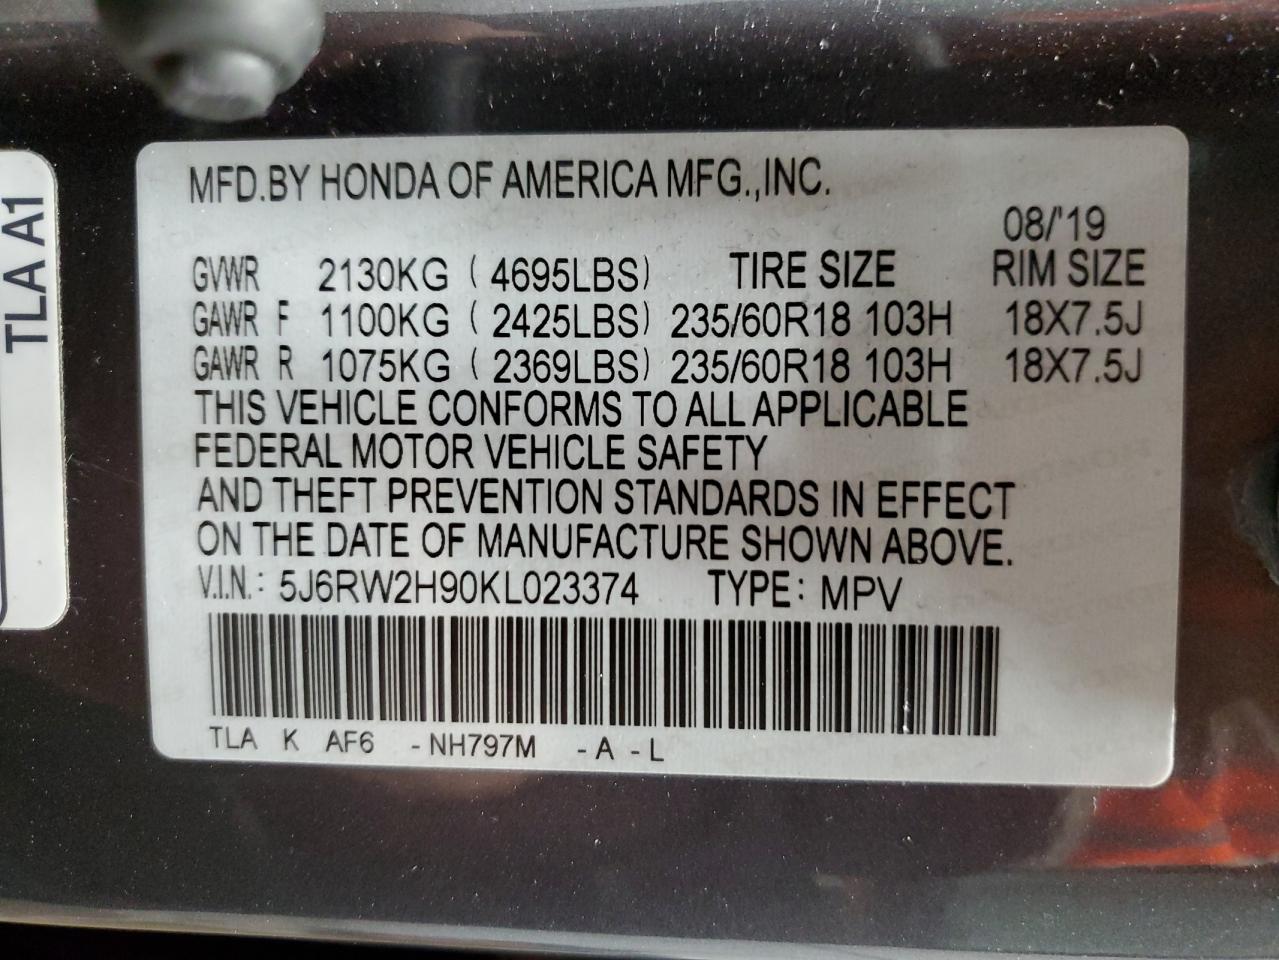 TLA A1
MFD.BY HONDA OF AMERICA MFG.,INC.
08/'19
GVWR 2130KG ( 4695LBS) TIRE SIZE RIM SIZE
GAWR F 1100KG ( 2425LBS) 235/60R18 103H 18X7.5J
GAWR R 1075KG ( 2369LBS) 235/60R18 103H 18X7.5J
THIS VEHICLE CONFORMS TO ALL APPLICABLE
FEDERAL MOTOR VEHICLE SAFETY
AND THEFT PREVENTION STANDARDS IN EFFECT
ON THE DATE OF MANUFACTURE SHOWN ABOVE.
V.I.N.: 5J6RW2H90KL023374 TYPE: MPV
TLA K AF6 -NH797M -A -L